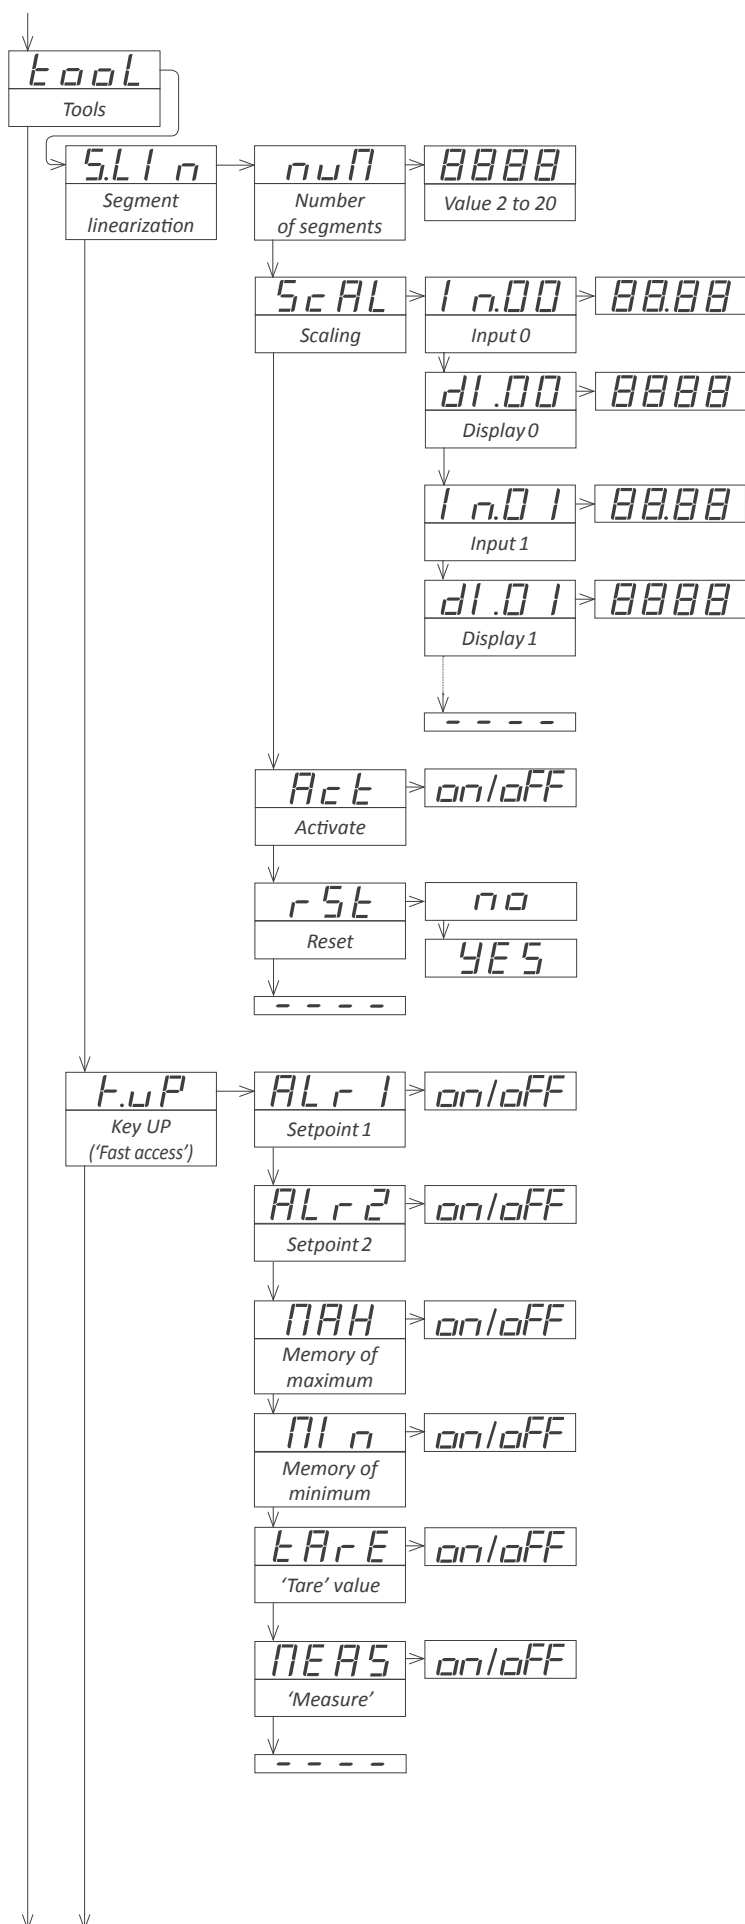 tooL
Tools
S.LIn
Segment
linearization
nuM
Number
of segments
8888
Value 2 to 20
ScAL
Scaling
In.00
Input 0
88.88
dI.00
Display 0
8888
In.01
Input 1
88.88
dI.01
Display 1
8888
----
Act
Activate
on/oFF
rSt
Reset
no
YES
----
K.uP
Key UP
(‘Fast access’)
ALr1
Setpoint 1
on/oFF
ALr2
Setpoint 2
on/oFF
MAH
Memory of
maximum
on/oFF
MIn
Memory of
minimum
on/oFF
tArE
‘Tare’ value
on/oFF
MEAS
‘Measure’
on/oFF
----